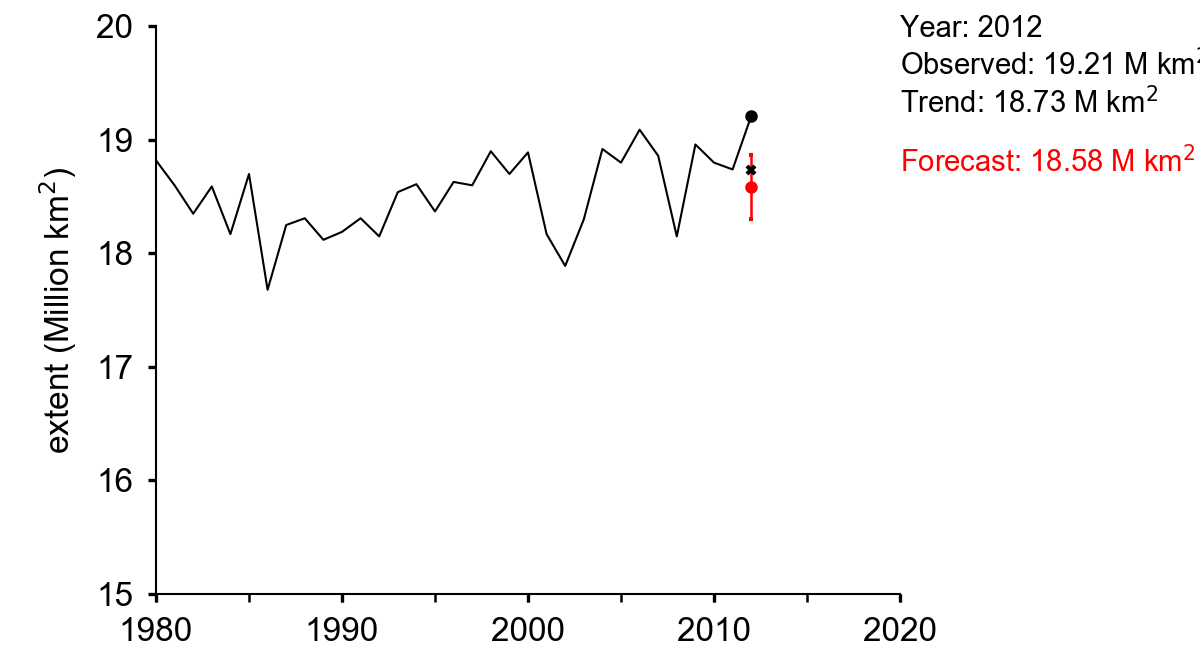 Year: 2012
Observed: 19.21 M km²
Trend: 18.73 M km²
Forecast: 18.58 M km²
extent (Million km²)
20
19
18
17
16
15
1980 1990 2000 2010 2020